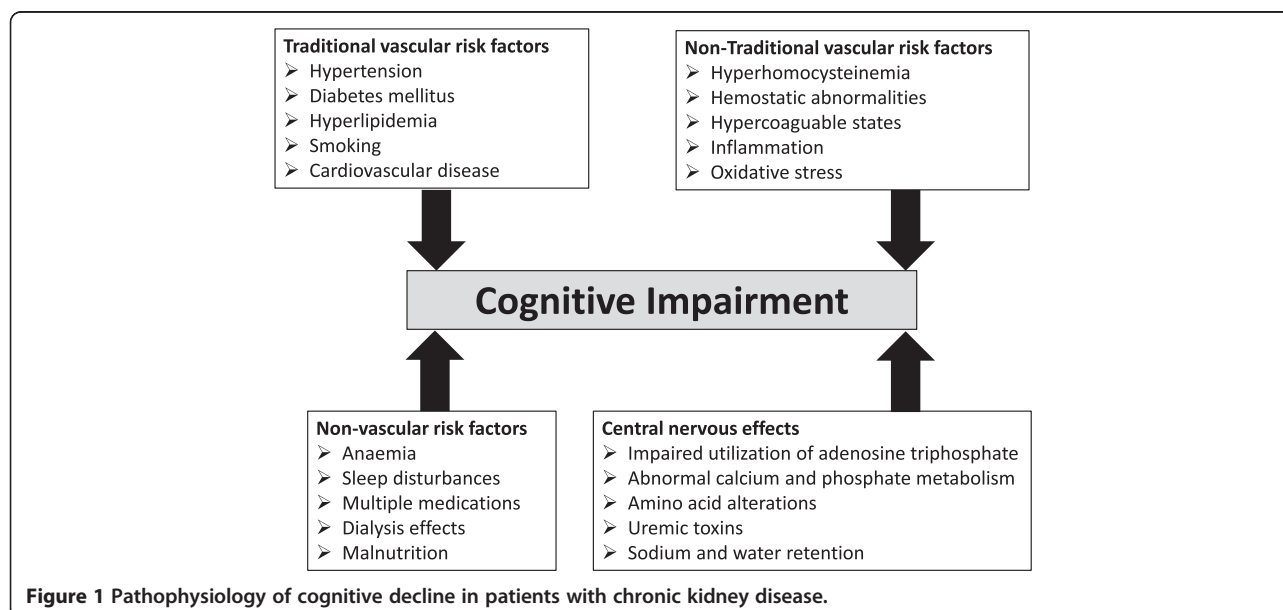 Traditional vascular risk factors
➢ Hypertension
➢ Diabetes mellitus
➢ Hyperlipidemia
➢ Smoking
➢ Cardiovascular disease
Non-Traditional vascular risk factors
➢ Hyperhomocysteinemia
➢ Hemostatic abnormalities
➢ Hypercoaguable states
➢ Inflammation
➢ Oxidative stress
Cognitive Impairment
Non-vascular risk factors
➢ Anaemia
➢ Sleep disturbances
➢ Multiple medications
➢ Dialysis effects
➢ Malnutrition
Central nervous effects
➢ Impaired utilization of adenosine triphosphate
➢ Abnormal calcium and phosphate metabolism
➢ Amino acid alterations
➢ Uremic toxins
➢ Sodium and water retention
Figure 1 Pathophysiology of cognitive decline in patients with chronic kidney disease.